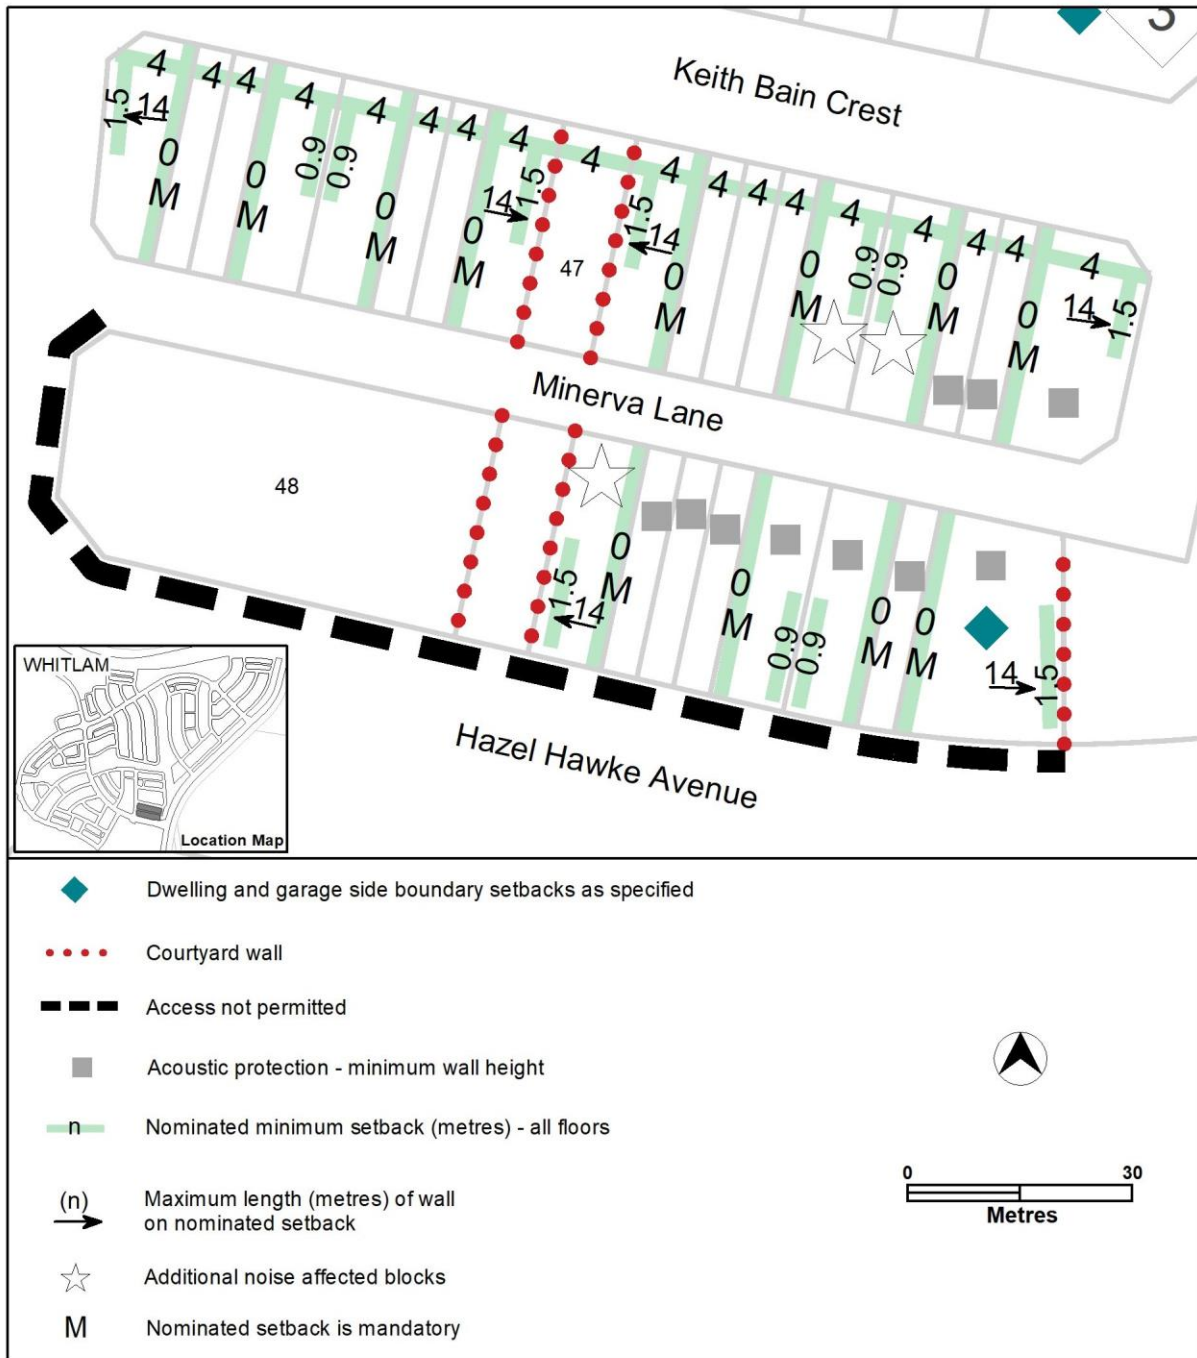 3
Keith Bain Crest
4 4 4 4 4 4 4 4 4 4 4 4 4 4 4 4 4 4
1.5 14 0.9 0.9 14 1.5 1.5 14 0.9 0.9 14 1.5
0 M 0 M 0 M 0 M 0 M 0 M 0 M 0 M
47
Minerva Lane
48
1.5 14 0 M 0 M 0.9 0.9 0 M 0 M 14 1.5
Hazel Hawke Avenue
WHITLAM
Location Map
Dwelling and garage side boundary setbacks as specified
Courtyard wall
Access not permitted
Acoustic protection - minimum wall height
n Nominated minimum setback (metres) - all floors
(n) Maximum length (metres) of wall
on nominated setback
Additional noise affected blocks
M Nominated setback is mandatory
0 30
Metres